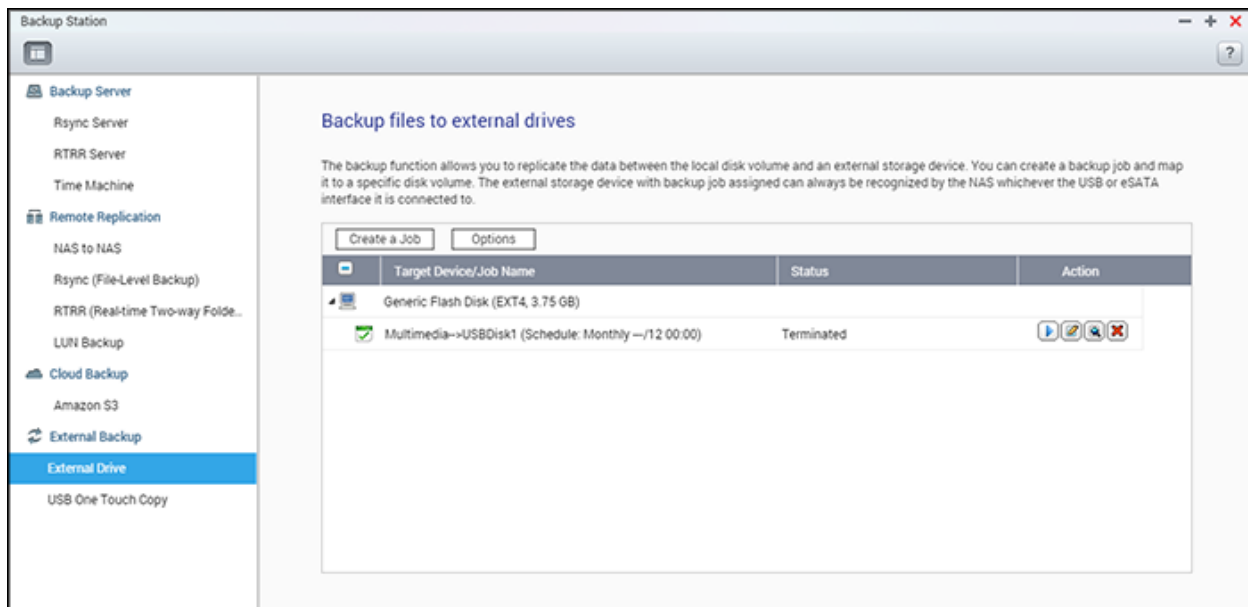 Backup Station
?
Backup Server
Rsync Server
RTRR Server
Time Machine
Remote Replication
NAS to NAS
Rsync (File-Level Backup)
RTRR (Real-time Two-way Folde...
LUN Backup
Cloud Backup
Amazon S3
External Backup
External Drive
USB One Touch Copy
Backup files to external drives
The backup function allows you to replicate the data between the local disk volume and an external storage device. You can create a backup job and map
it to a specific disk volume. The external storage device with backup job assigned can always be recognized by the NAS whichever the USB or eSATA
interface it is connected to.
Create a Job Options
Target Device/Job Name Status Action
Generic Flash Disk (EXT4, 3.75 GB)
Multimedia-->USBDisk1 (Schedule: Monthly --/12 00:00) Terminated